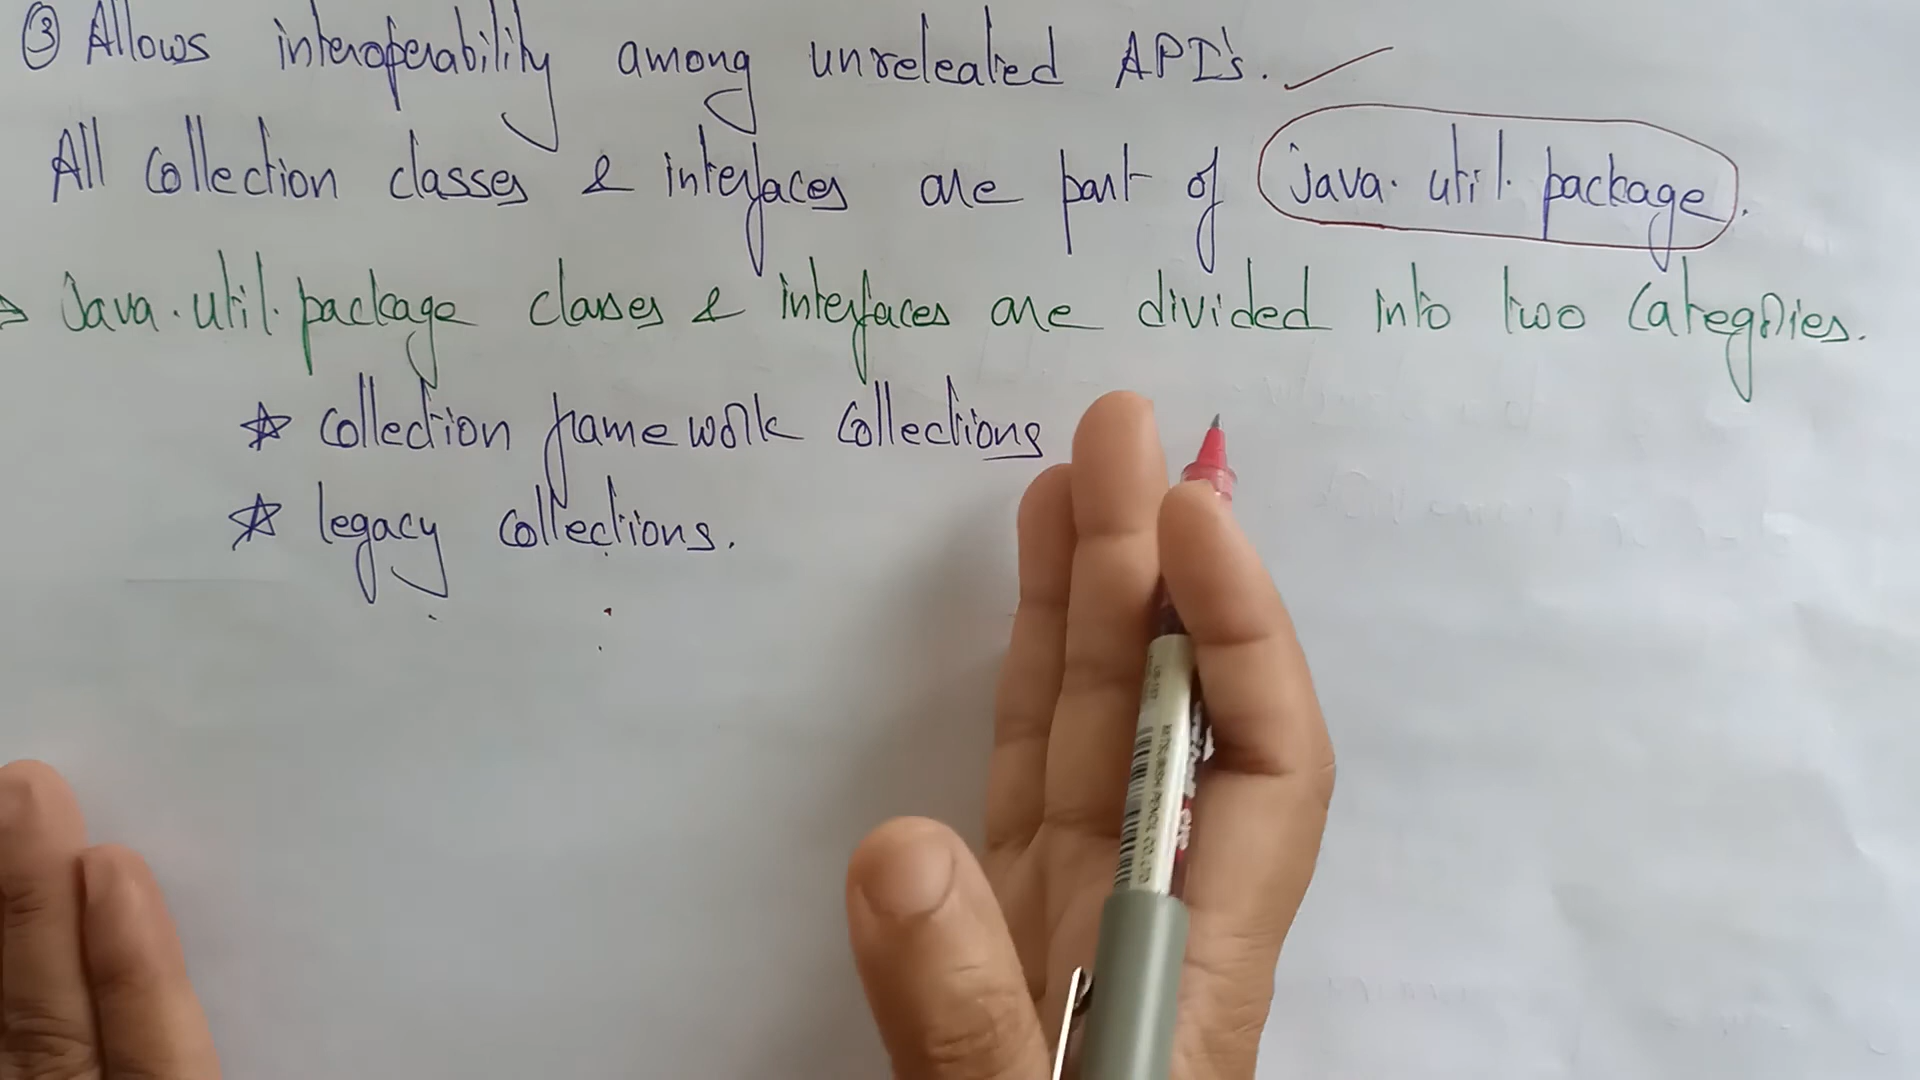 ③ Allows interoperability among unreleated API's.
All collection classes & interfaces are part of java.util.package.
Java.util.package classes & interfaces are divided into two Categories.
☆ collection framework collections
☆ legacy collections.